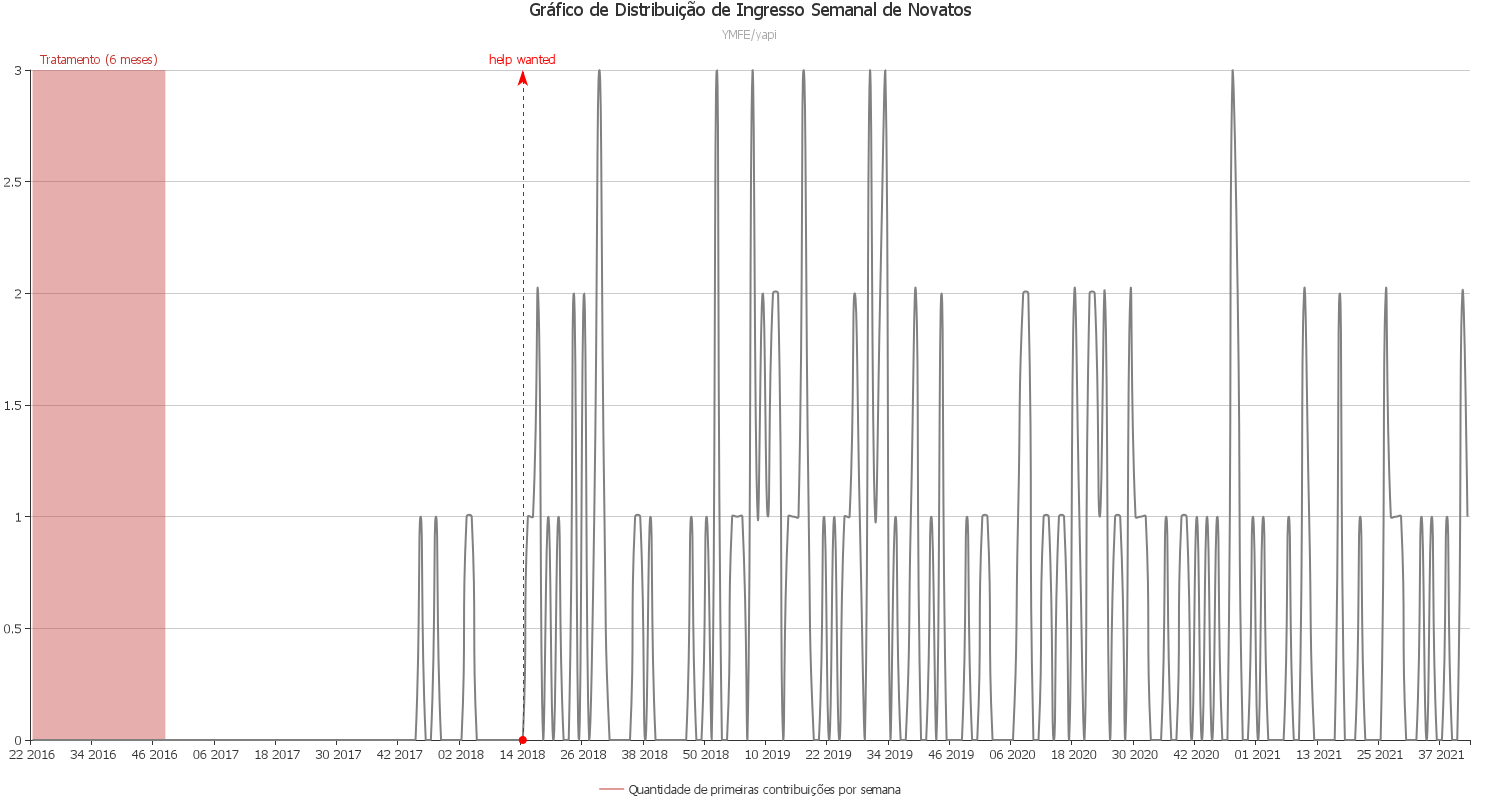 Gráfico de Distribuição de Ingresso Semanal de Novatos
YMFE/yapi
Tratamento (6 meses)
help wanted
3
2.5
2
1.5
1
0.5
0
22 2016 34 2016 46 2016 06 2017 18 2017 30 2017 42 2017 02 2018 14 2018 26 2018 38 2018 50 2018 10 2019 22 2019 34 2019 46 2019 06 2020 18 2020 30 2020 42 2020 01 2021 13 2021 25 2021 37 2021
Quantidade de primeiras contribuições por semana